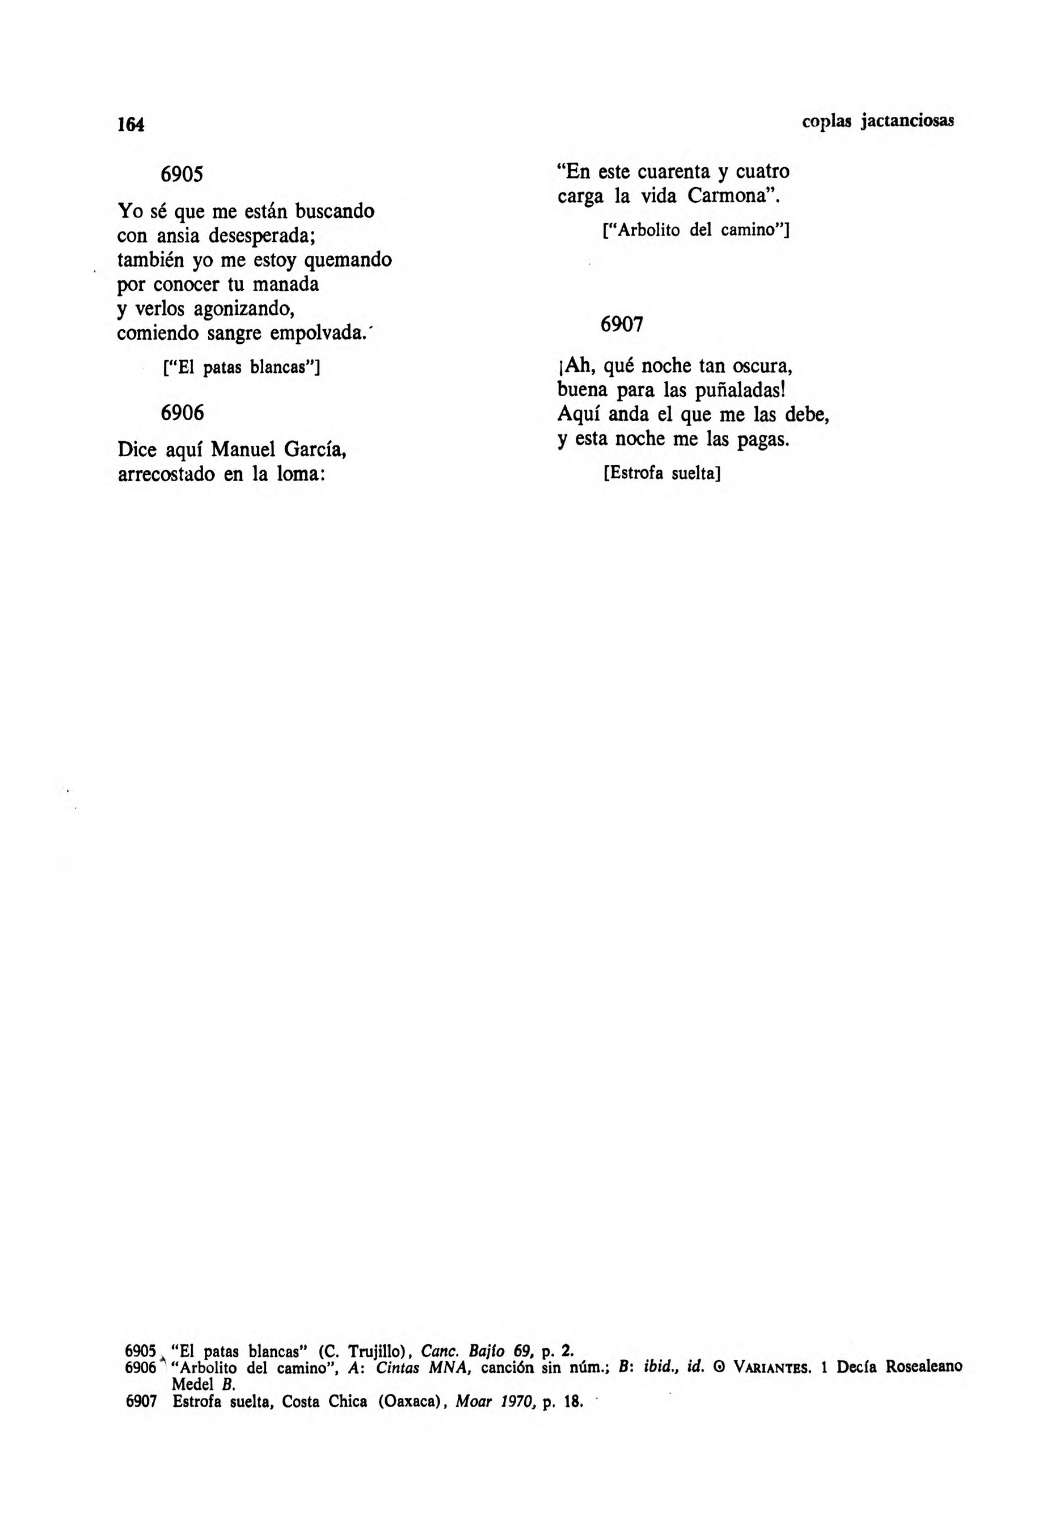 164
coplas jactanciosas
6905
Yo sé que me están buscando
con ansia desesperada;
también yo me estoy quemando
por conocer tu manada
y verlos agonizando,
comiendo sangre empolvada.
["El patas blancas"]
6906
Dice aquí Manuel García,
arrecostado en la loma:
"En este cuarenta y cuatro
carga la vida Carmona".
["Arbolito del camino"]
6907
¡Ah, qué noche tan oscura,
buena para las puñaladas!
Aquí anda el que me las debe,
y esta noche me las pagas.
[Estrofa suelta]
6905 "El patas blancas" (C. Trujillo), Canc. Bajío 69, p. 2.
6906 "Arbolito del camino", A: Cintas MNA, canción sin núm.; B: ibid., id. ⊙ VARIANTES. 1 Decía Rosealeano
Medel B.
6907 Estrofa suelta, Costa Chica (Oaxaca), Moar 1970, p. 18.